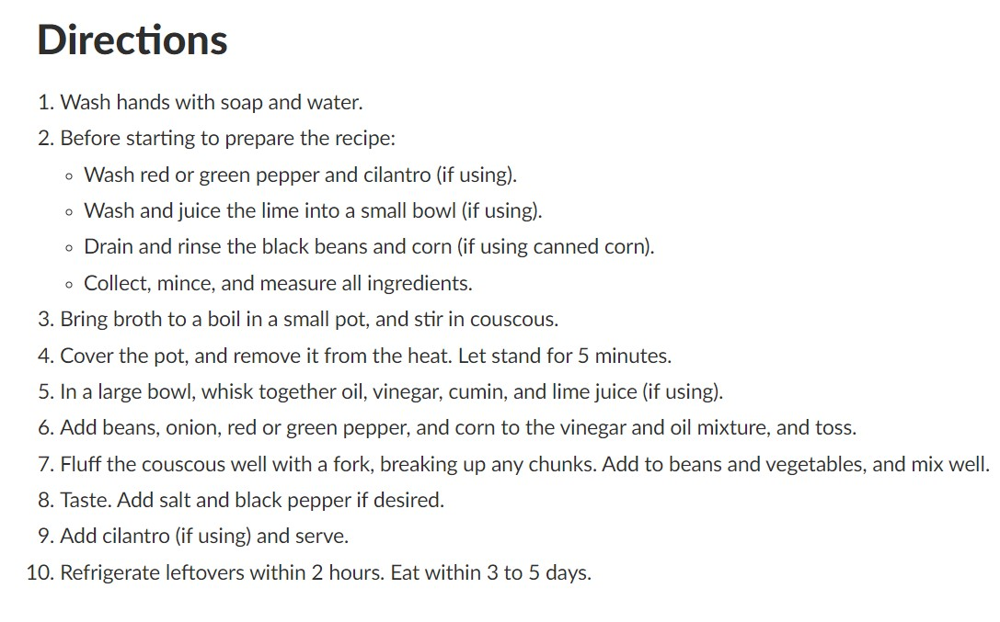 Directions
1. Wash hands with soap and water.
2. Before starting to prepare the recipe:
◦ Wash red or green pepper and cilantro (if using).
◦ Wash and juice the lime into a small bowl (if using).
◦ Drain and rinse the black beans and corn (if using canned corn).
◦ Collect, mince, and measure all ingredients.
3. Bring broth to a boil in a small pot, and stir in couscous.
4. Cover the pot, and remove it from the heat. Let stand for 5 minutes.
5. In a large bowl, whisk together oil, vinegar, cumin, and lime juice (if using).
6. Add beans, onion, red or green pepper, and corn to the vinegar and oil mixture, and toss.
7. Fluff the couscous well with a fork, breaking up any chunks. Add to beans and vegetables, and mix well.
8. Taste. Add salt and black pepper if desired.
9. Add cilantro (if using) and serve.
10. Refrigerate leftovers within 2 hours. Eat within 3 to 5 days.